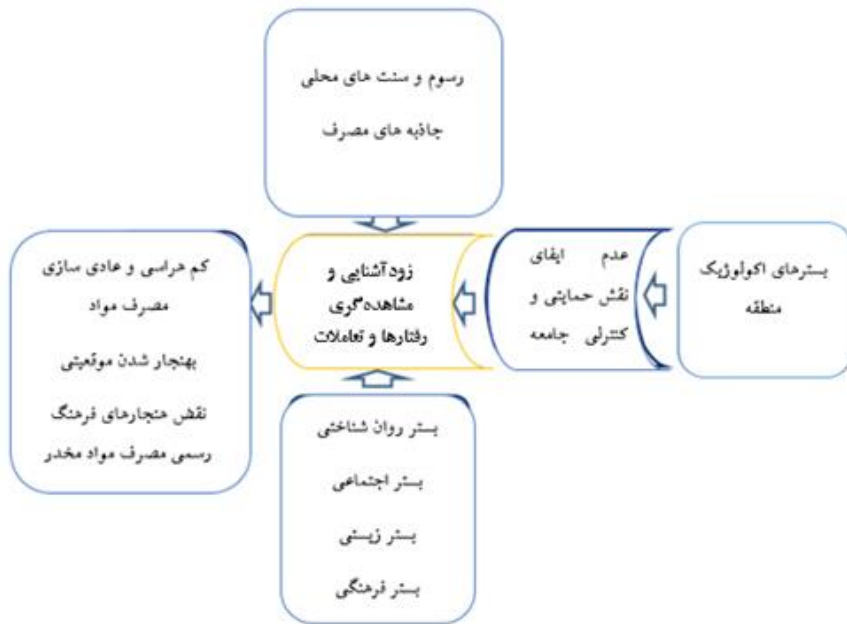 رسوم و سنت های محلی
جاذبه های مصرف
بسترهای اکولوژیک
منطقه
عدم ایفای
نقش حمایتی و
کنترلی جامعه
زودآشنایی و
مشاهده‌گری
رفتارها و تعاملات
کم هراسی و عادی سازی
مصرف مواد
بهنجار شدن موقعیتی
نقض هنجارهای فرهنگ
رسمی مصرف مواد مخدر
بستر روان شناختی
بستر اجتماعی
بستر زیستی
بستر فرهنگی